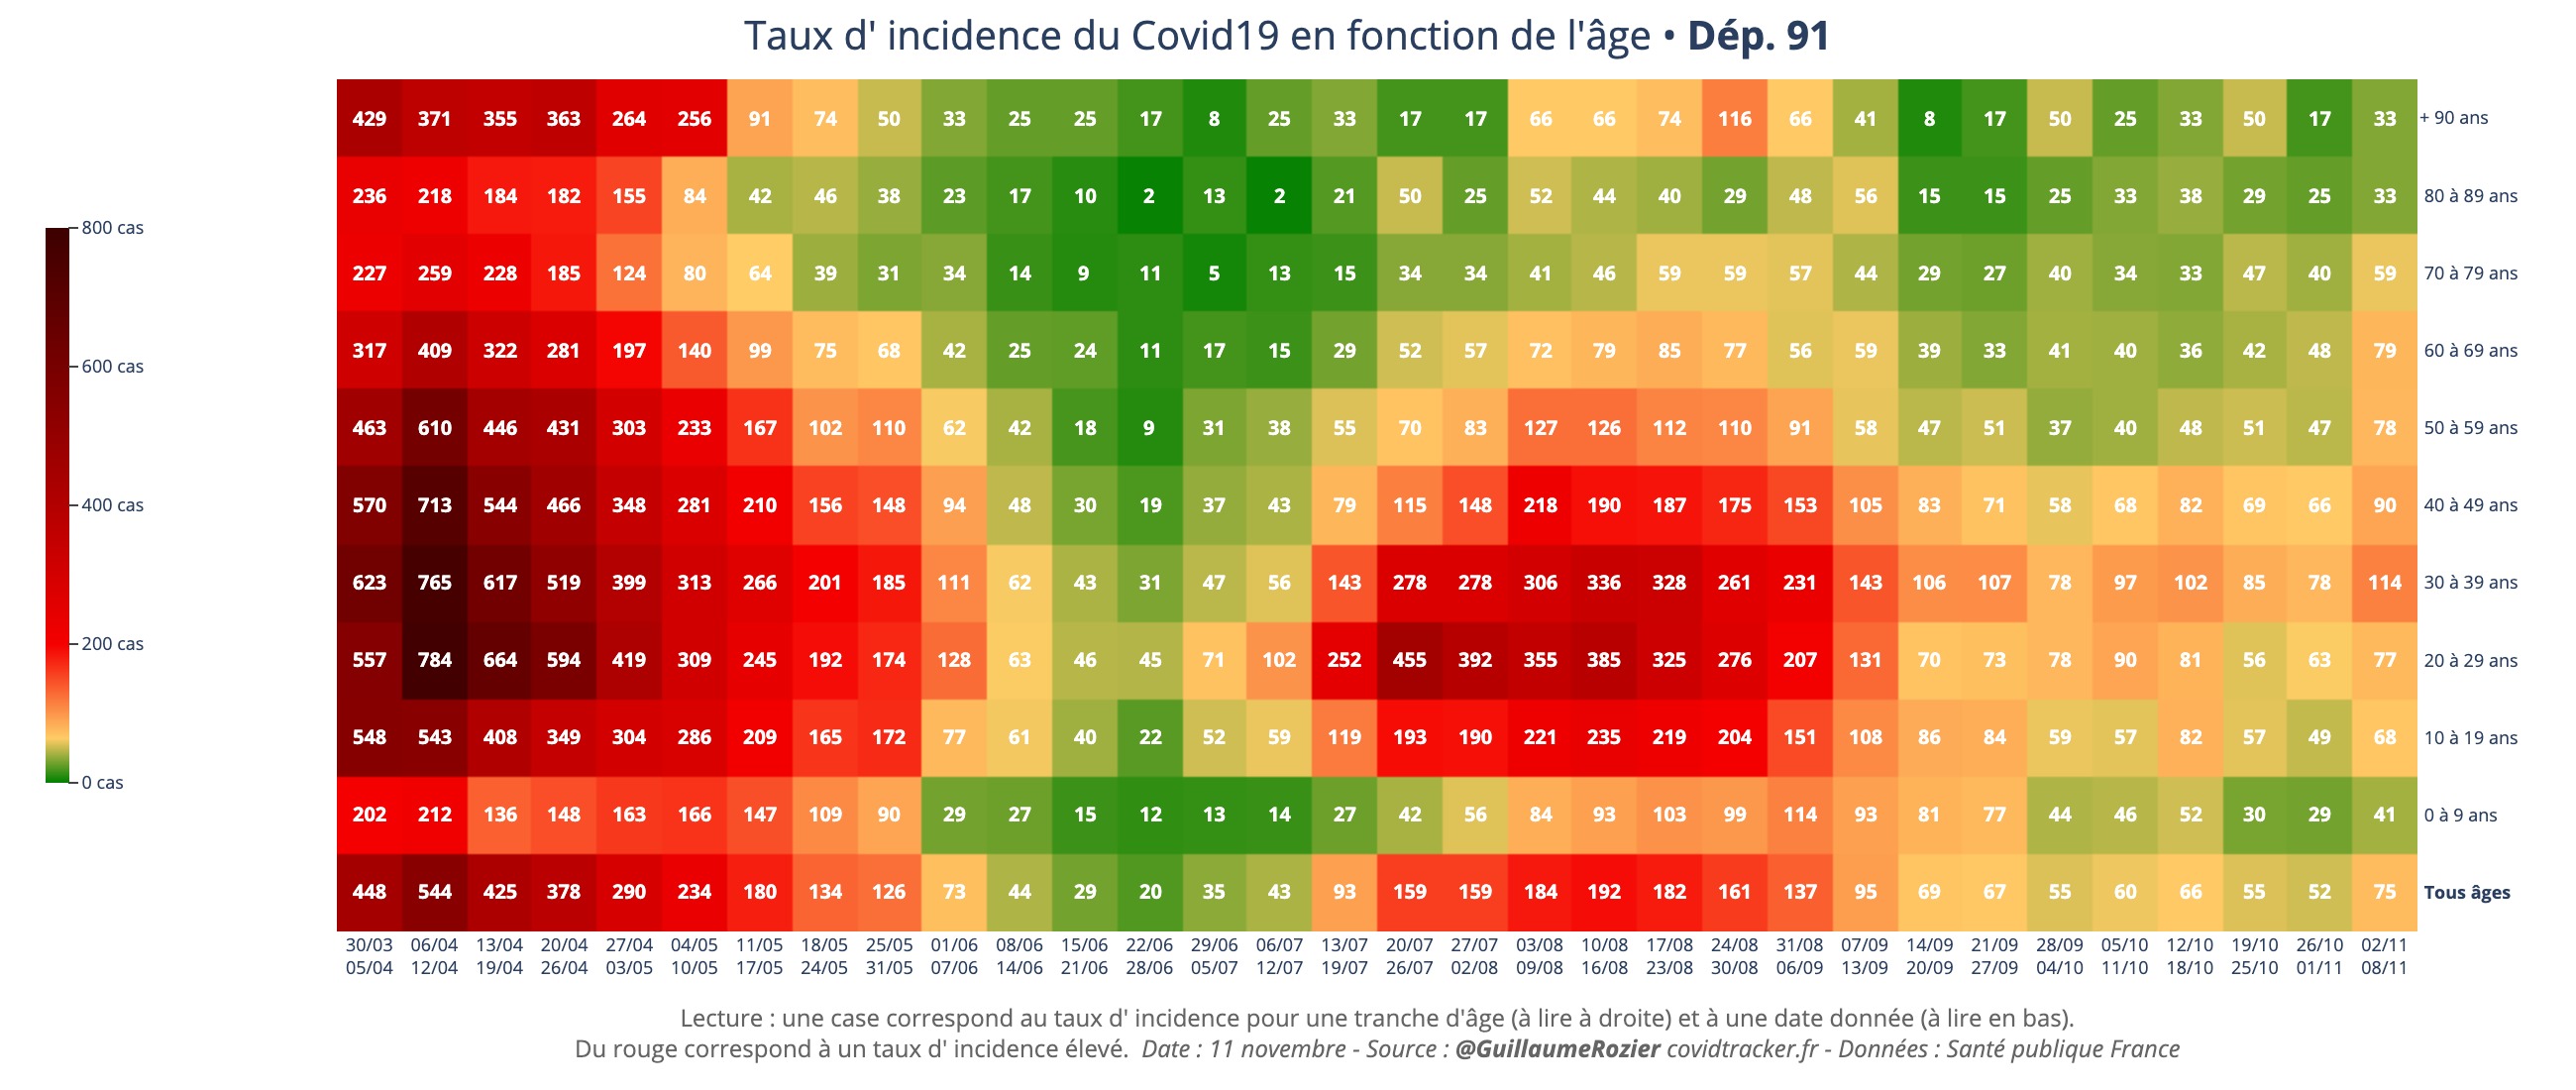 Taux d' incidence du Covid19 en fonction de l'âge • Dép. 91
800 cas
600 cas
400 cas
200 cas
0 cas
429 371 355 363 264 256 91 74 50 33 25 25 17 8 25 33 17 17 66 66 74 116 66 41 8 17 50 25 33 50 17 33 + 90 ans
236 218 184 182 155 84 42 46 38 23 17 10 2 13 2 21 50 25 52 44 40 29 48 56 15 15 25 33 38 29 25 33 80 à 89 ans
227 259 228 185 124 80 64 39 31 34 14 9 11 5 13 15 34 34 41 46 59 59 57 44 29 27 40 34 33 47 40 59 70 à 79 ans
317 409 322 281 197 140 99 75 68 42 25 24 11 17 15 29 52 57 72 79 85 77 56 59 39 33 41 40 36 42 48 79 60 à 69 ans
463 610 446 431 303 233 167 102 110 62 42 18 9 31 38 55 70 83 127 126 112 110 91 58 47 51 37 40 48 51 47 78 50 à 59 ans
570 713 544 466 348 281 210 156 148 94 48 30 19 37 43 79 115 148 218 190 187 175 153 105 83 71 58 68 82 69 66 90 40 à 49 ans
623 765 617 519 399 313 266 201 185 111 62 43 31 47 56 143 278 278 306 336 328 261 231 143 106 107 78 97 102 85 78 114 30 à 39 ans
557 784 664 594 419 309 245 192 174 128 63 46 45 71 102 252 455 392 355 385 325 276 207 131 70 73 78 90 81 56 63 77 20 à 29 ans
548 543 408 349 304 286 209 165 172 77 61 40 22 52 59 119 193 190 221 235 219 204 151 108 86 84 59 57 82 57 49 68 10 à 19 ans
202 212 136 148 163 166 147 109 90 29 27 15 12 13 14 27 42 56 84 93 103 99 114 93 81 77 44 46 52 30 29 41 0 à 9 ans
448 544 425 378 290 234 180 134 126 73 44 29 20 35 43 93 159 159 184 192 182 161 137 95 69 67 55 60 66 55 52 75 Tous âges
30/03 06/04 13/04 20/04 27/04 04/05 11/05 18/05 25/05 01/06 08/06 15/06 22/06 29/06 06/07 13/07 20/07 27/07 03/08 10/08 17/08 24/08 31/08 07/09 14/09 21/09 28/09 05/10 12/10 19/10 26/10 02/11
05/04 12/04 19/04 26/04 03/05 10/05 17/05 24/05 31/05 07/06 14/06 21/06 28/06 05/07 12/07 19/07 26/07 02/08 09/08 16/08 23/08 30/08 06/09 13/09 20/09 27/09 04/10 11/10 18/10 25/10 01/11 08/11
Lecture : une case correspond au taux d' incidence pour une tranche d'âge (à lire à droite) et à une date donnée (à lire en bas).
Du rouge correspond à un taux d' incidence élevé. Date : 11 novembre - Source : @GuillaumeRozier covidtracker.fr - Données : Santé publique France